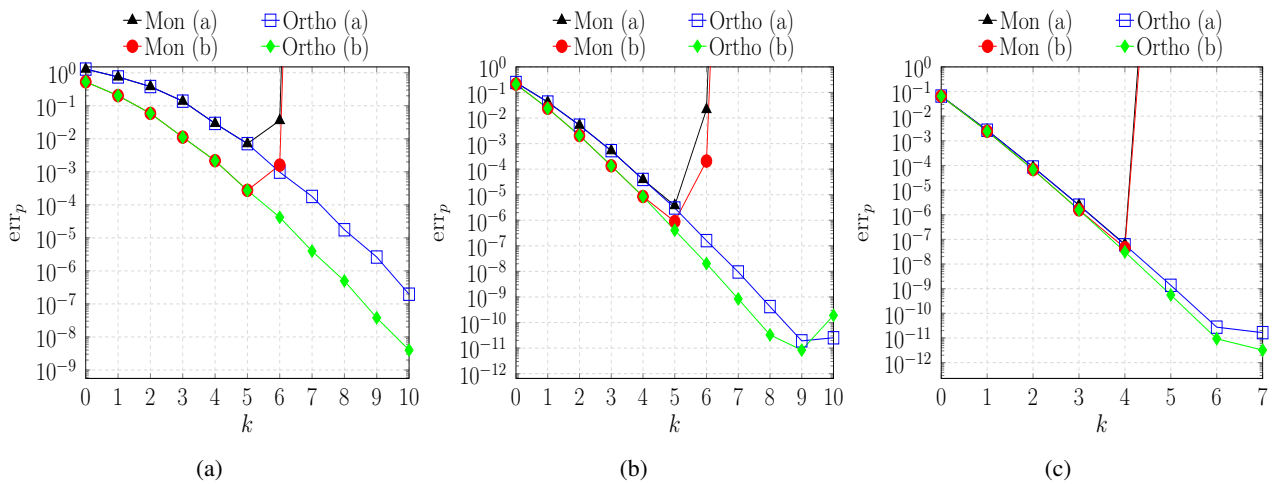 Mon (a) Ortho (a)
Mon (b) Ortho (b)
10^0
10^-1
10^-2
10^-3
10^-4
10^-5
10^-6
10^-7
10^-8
10^-9
err_p
0 1 2 3 4 5 6 7 8 9 10
k
(a)
Mon (a) Ortho (a)
Mon (b) Ortho (b)
10^0
10^-1
10^-2
10^-3
10^-4
10^-5
10^-6
10^-7
10^-8
10^-9
10^-10
10^-11
10^-12
err_p
0 1 2 3 4 5 6 7 8 9 10
k
(b)
Mon (a) Ortho (a)
Mon (b) Ortho (b)
10^0
10^-1
10^-2
10^-3
10^-4
10^-5
10^-6
10^-7
10^-8
10^-9
10^-10
10^-11
10^-12
err_p
0 1 2 3 4 5 6 7
k
(c)